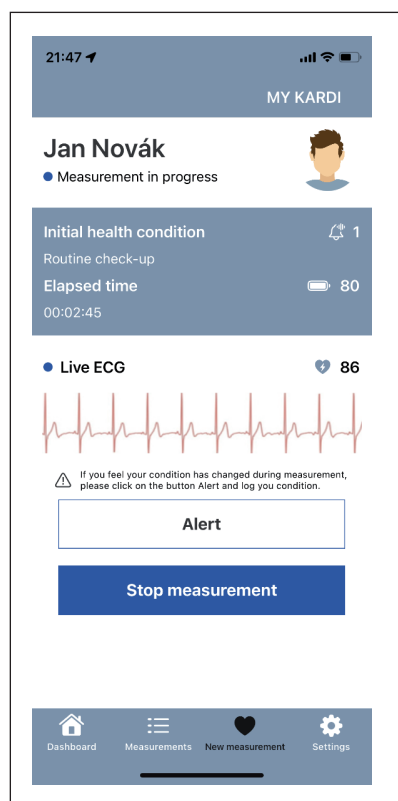 21:47
MY KARDI
Jan Novák
Measurement in progress
Initial health condition 1
Routine check-up
Elapsed time 80
00:02:45
Live ECG 86
If you feel your condition has changed during measurement,
please click on the button Alert and log you condition.
Alert
Stop measurement
Dashboard Measurements New measurement Settings